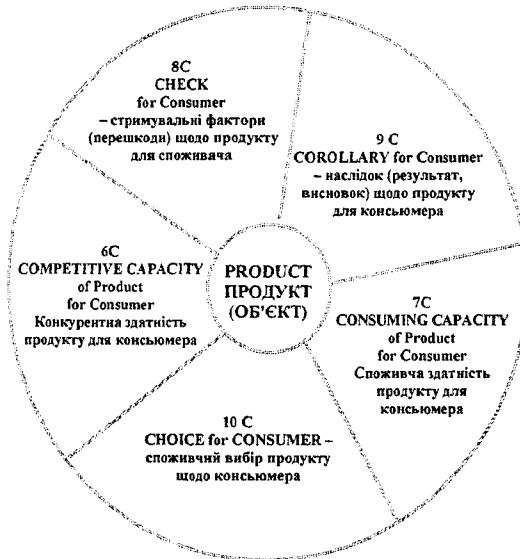 8C
CHECK
for Consumer
– стримувальні фактори
(перешкоди) щодо продукту
для споживача
9 C
COROLLARY for Consumer
– наслідок (результат,
висновок) щодо продукту
для консьюмера
6C
COMPETITIVE CAPACITY
of Product
for Consumer
Конкурентна здатність
продукту для консьюмера
PRODUCT
ПРОДУКТ
(ОБ'ЄКТ)
7C
CONSUMING CAPACITY
of Product
for Consumer
Споживча здатність
продукту для
консьюмера
10 C
CHOICE for CONSUMER –
споживчий вибір продукту
щодо консьюмера